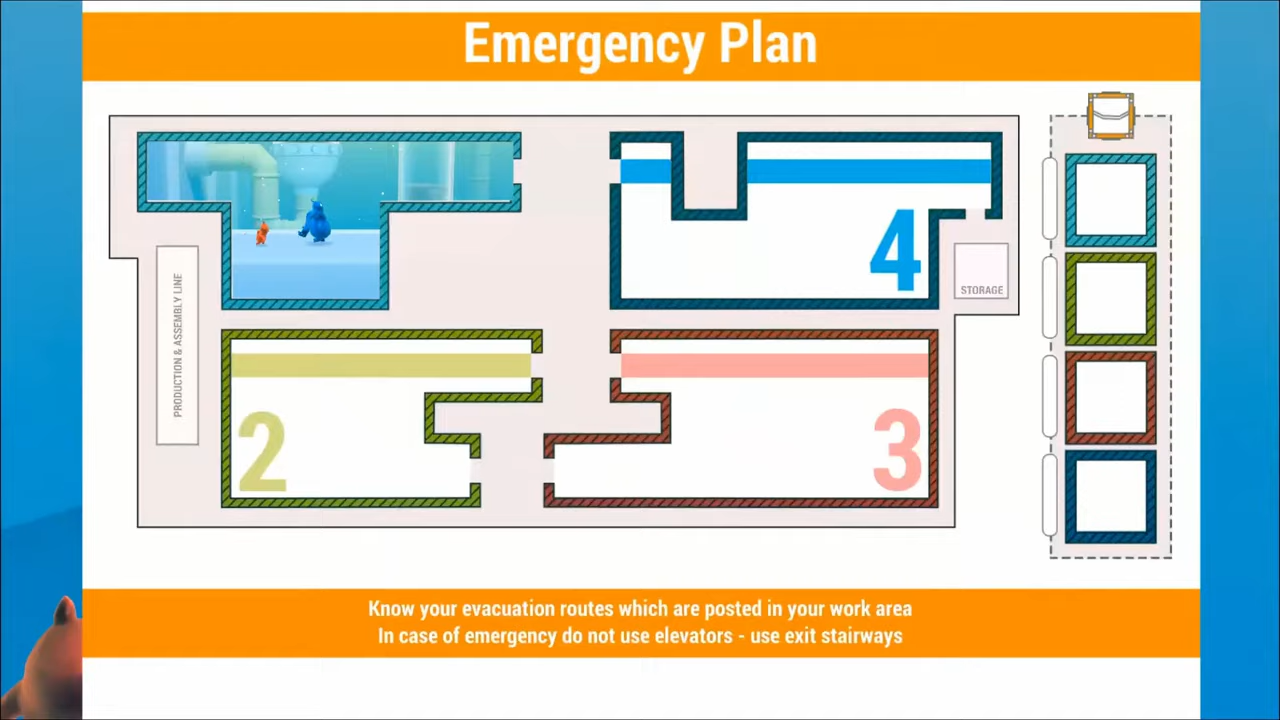 Emergency Plan
4
STORAGE
PRODUCTION & ASSEMBLY LINE
2
3
Know your evacuation routes which are posted in your work area
In case of emergency do not use elevators - use exit stairways